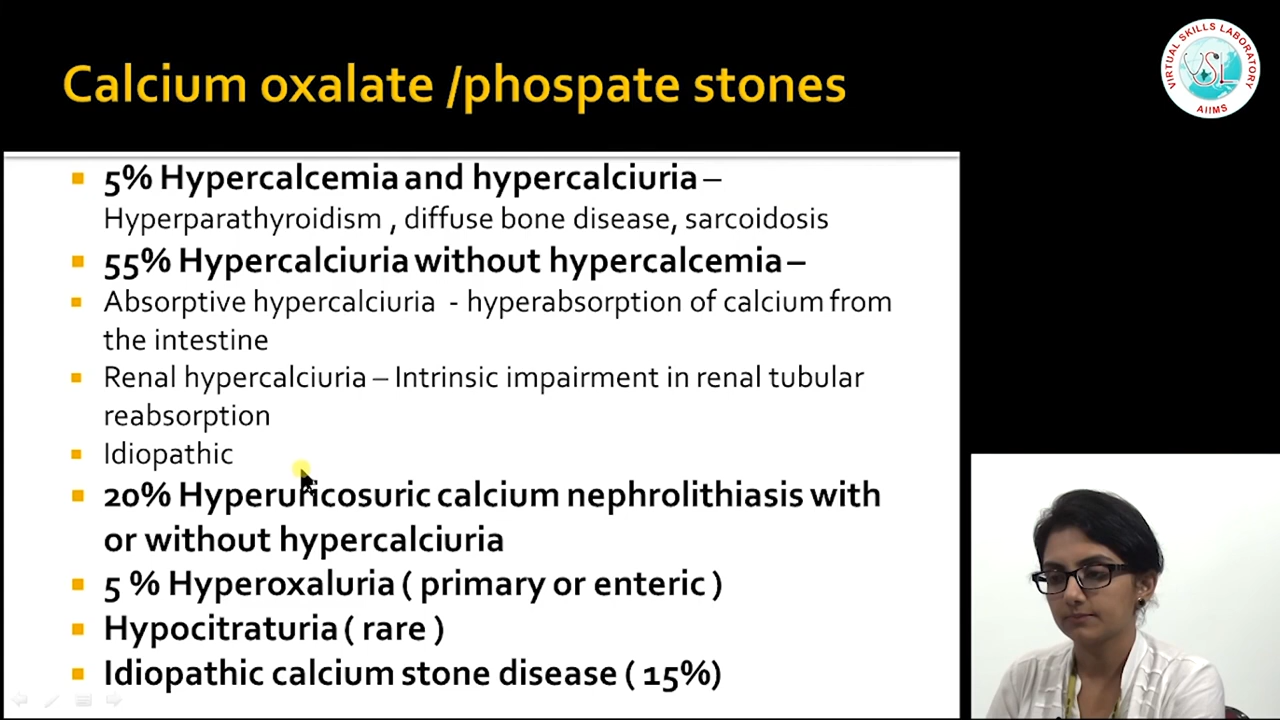 Calcium oxalate /phospate stones
VIRTUAL SKILLS LABORATORY
VSL
AIIMS
5% Hypercalcemia and hypercalciuria –
Hyperparathyroidism , diffuse bone disease, sarcoidosis
55% Hypercalciuria without hypercalcemia –
Absorptive hypercalciuria - hyperabsorption of calcium from
the intestine
Renal hypercalciuria – Intrinsic impairment in renal tubular
reabsorption
Idiopathic
20% Hyperuricosuric calcium nephrolithiasis with
or without hypercalciuria
5 % Hyperoxaluria ( primary or enteric )
Hypocitraturia ( rare )
Idiopathic calcium stone disease ( 15%)